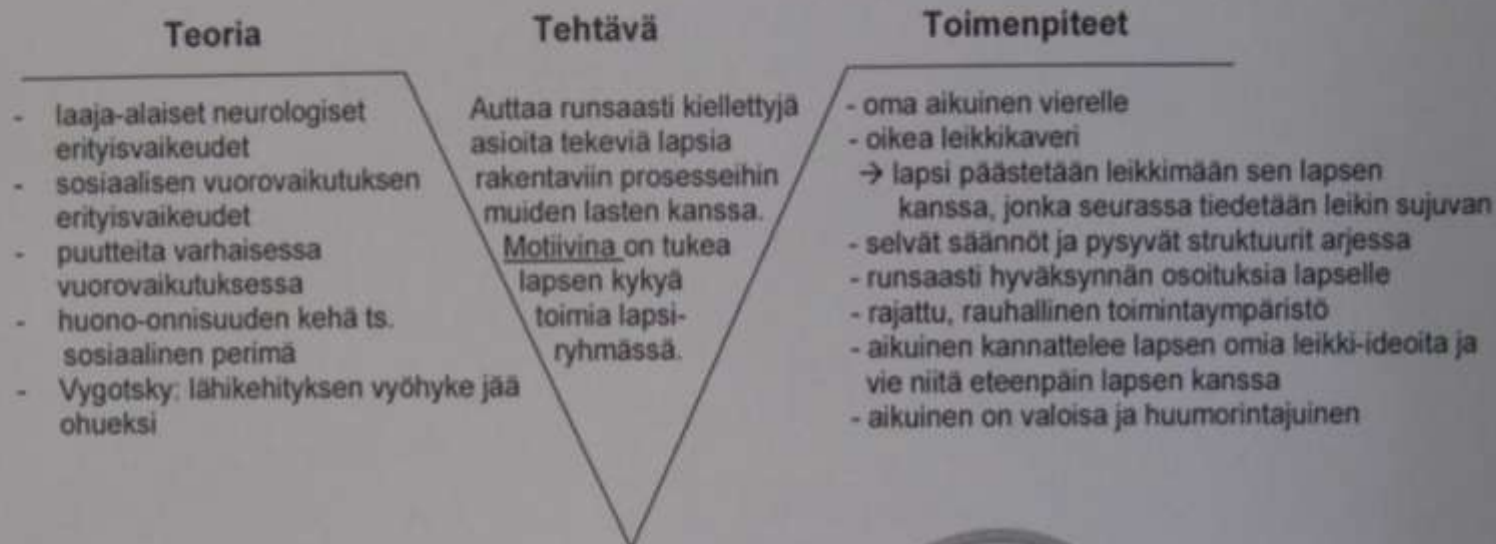 Teoria
- laaja-alaiset neurologiset
erityisvaikeudet
- sosiaalisen vuorovaikutuksen
erityisvaikeudet
- puutteita varhaisessa
vuorovaikutuksessa
- huono-onnisuuden kehä ts.
sosiaalinen perimä
- Vygotsky: lähikehityksen vyöhyke jää
ohueksi
Tehtävä
Auttaa runsaasti kiellettyjä
asioita tekeviä lapsia
rakentaviin prosesseihin
muiden lasten kanssa.
Motiivina on tukea
lapsen kykyä
toimia lapsi-
ryhmässä.
Toimenpiteet
- oma aikuinen vierelle
- oikea leikkikaveri
→ lapsi päästetään leikkimään sen lapsen
kanssa, jonka seurassa tiedetään leikin sujuvan
- selvät säännöt ja pysyvät struktuurit arjessa
- runsaasti hyväksynnän osoituksia lapselle
- rajattu, rauhallinen toimintaympäristö
- aikuinen kannattelee lapsen omia leikki-ideoita ja
vie niitä eteenpäin lapsen kanssa
- aikuinen on valoisa ja huumorintajuinen